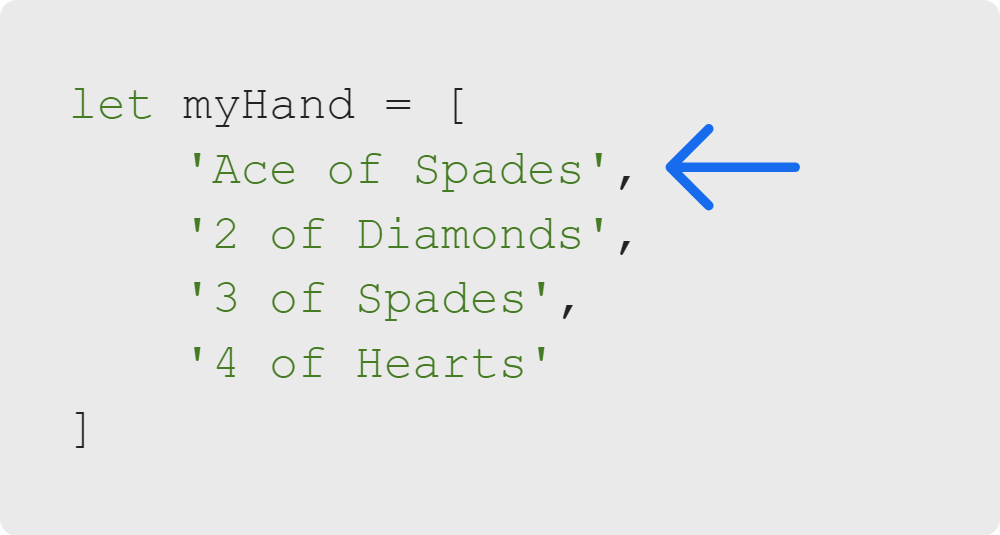 let myHand = [
'Ace of Spades',
'2 of Diamonds',
'3 of Spades',
'4 of Hearts'
]